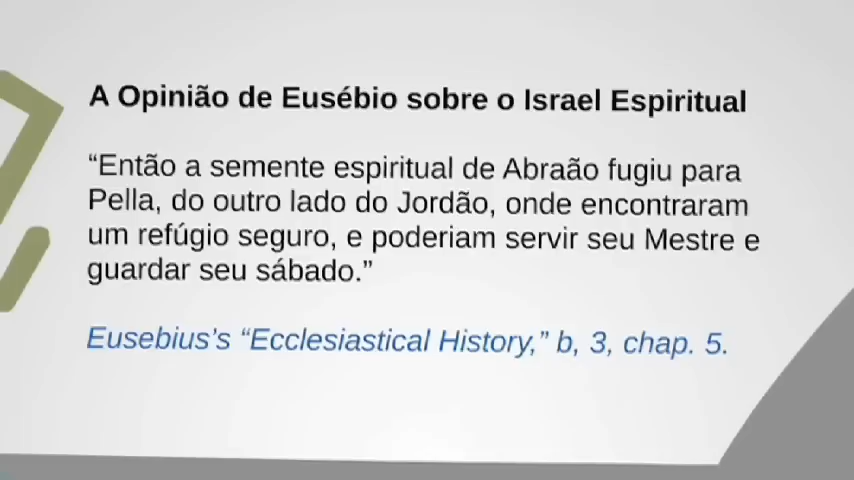 A Opinião de Eusébio sobre o Israel Espiritual
“Então a semente espiritual de Abraão fugiu para
Pella, do outro lado do Jordão, onde encontraram
um refúgio seguro, e poderiam servir seu Mestre e
guardar seu sábado.”
Eusebius’s “Ecclesiastical History,” b, 3, chap. 5.